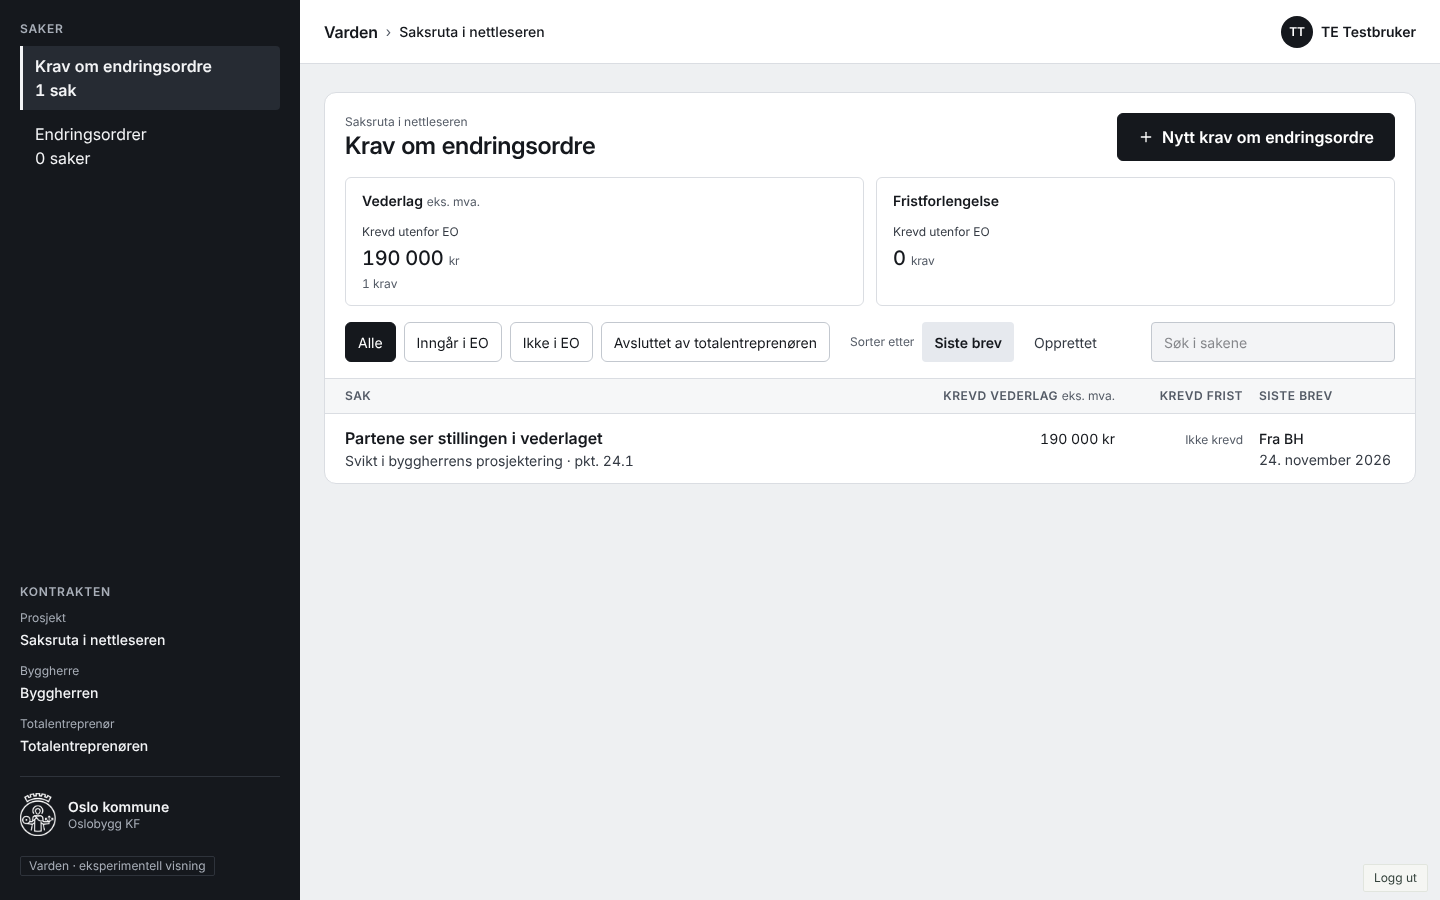 SAKER
Krav om endringsordre
1 sak
Endringsordrer
0 saker
KONTRAKTEN
Prosjekt
Saksruta i nettleseren
Byggherre
Byggherren
Totalentreprenør
Totalentreprenøren
Oslo kommune
Oslobygg KF
Varden · eksperimentell visning
Varden › Saksruta i nettleseren
TT TE Testbruker
Saksruta i nettleseren
Krav om endringsordre
+ Nytt krav om endringsordre
Vederlag eks. mva.
Krevd utenfor EO
190 000 kr
1 krav
Fristforlengelse
Krevd utenfor EO
0 krav
Alle Inngår i EO Ikke i EO Avsluttet av totalentreprenøren Sorter etter Siste brev Opprettet Søk i sakene
SAK KREVD VEDERLAG eks. mva. KREVD FRIST SISTE BREV
Partene ser stillingen i vederlaget 190 000 kr Ikke krevd Fra BH
Svikt i byggherrens prosjektering · pkt. 24.1 24. november 2026
Logg ut